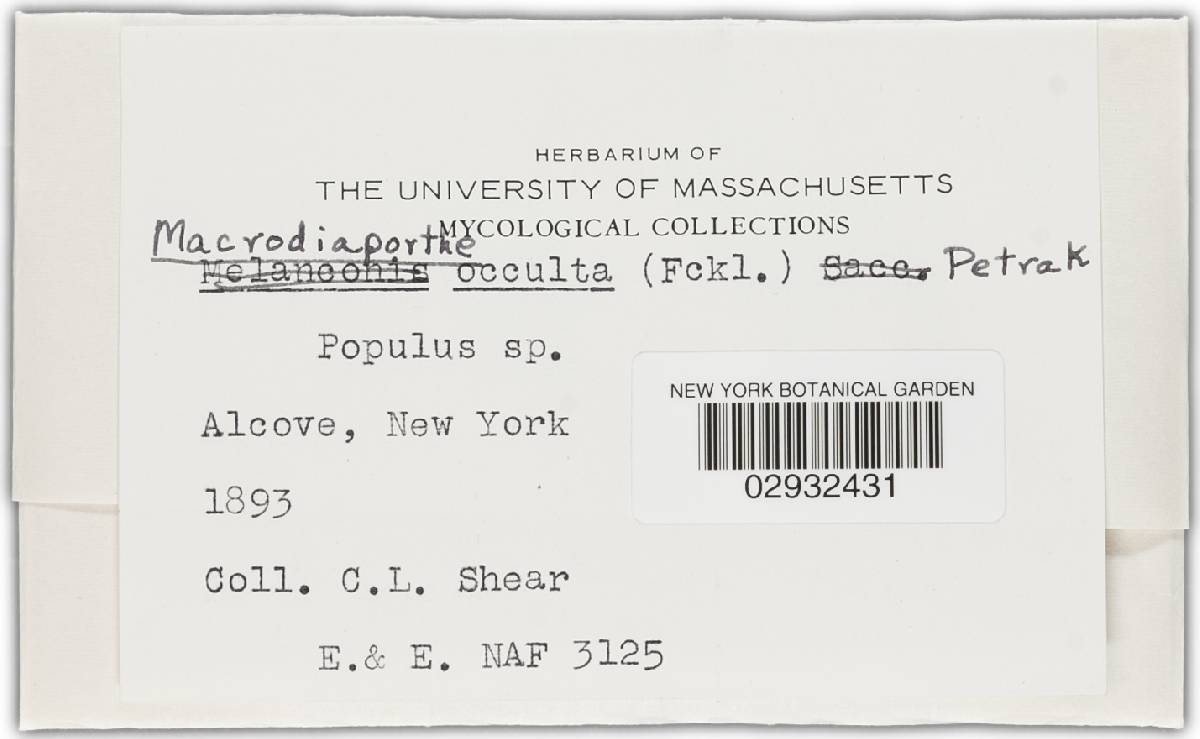 HERBARIUM OF
THE UNIVERSITY OF MASSACHUSETTS
MYCOLOGICAL COLLECTIONS
Macrodiaporthe
Melanconis occulta (Fckl.) Sacc. Petrak
Populus sp.
Alcove, New York
1893
Coll. C.L. Shear
E.& E. NAF 3125
NEW YORK BOTANICAL GARDEN
02932431